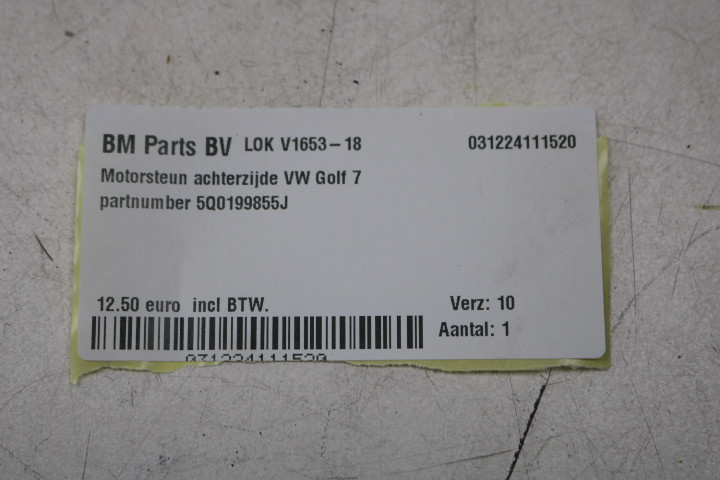 BM Parts BV LOK V1653-18 031224111520
Motorsteun achterzijde VW Golf 7
partnumber 5Q0199855J
12.50 euro incl BTW. Verz: 10
Aantal: 1
031224111520